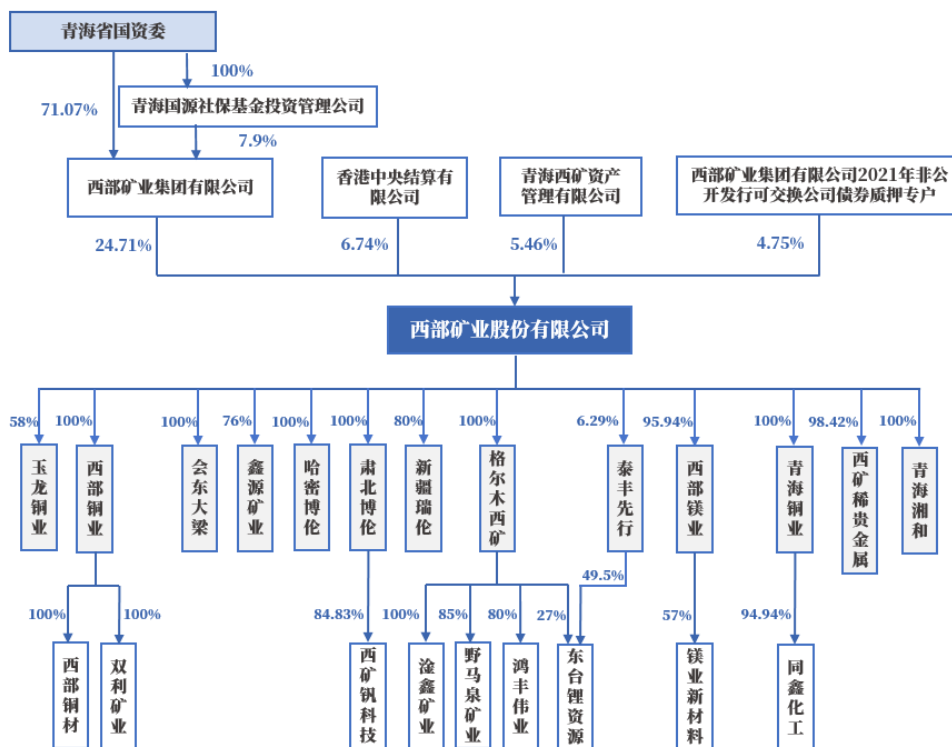 青海省国资委
100%
71.07%
青海国源社保基金投资管理公司
7.9%
西部矿业集团有限公司
香港中央结算有
限公司
青海西矿资产
管理有限公司
西部矿业集团有限公司2021年非公
开发行可交换公司债券质押专户
24.71%
6.74%
5.46%
4.75%
西部矿业股份有限公司
58%
100%
100%
76%
100%
100%
80%
100%
6.29%
95.94%
100%
98.42%
100%
玉龙铜业
西部铜业
会东大梁
鑫源矿业
哈密博伦
肃北博伦
新疆瑞伦
格尔木西矿
泰丰先行
西部镁业
青海铜业
西矿稀贵金属
青海湘和
49.5%
100%
100%
84.83%
100%
85%
80%
27%
57%
94.94%
西部铜材
双利矿业
西矿钒科技
淦鑫矿业
野马泉矿业
鸿丰伟业
东台锂资源
镁业新材料
同鑫化工